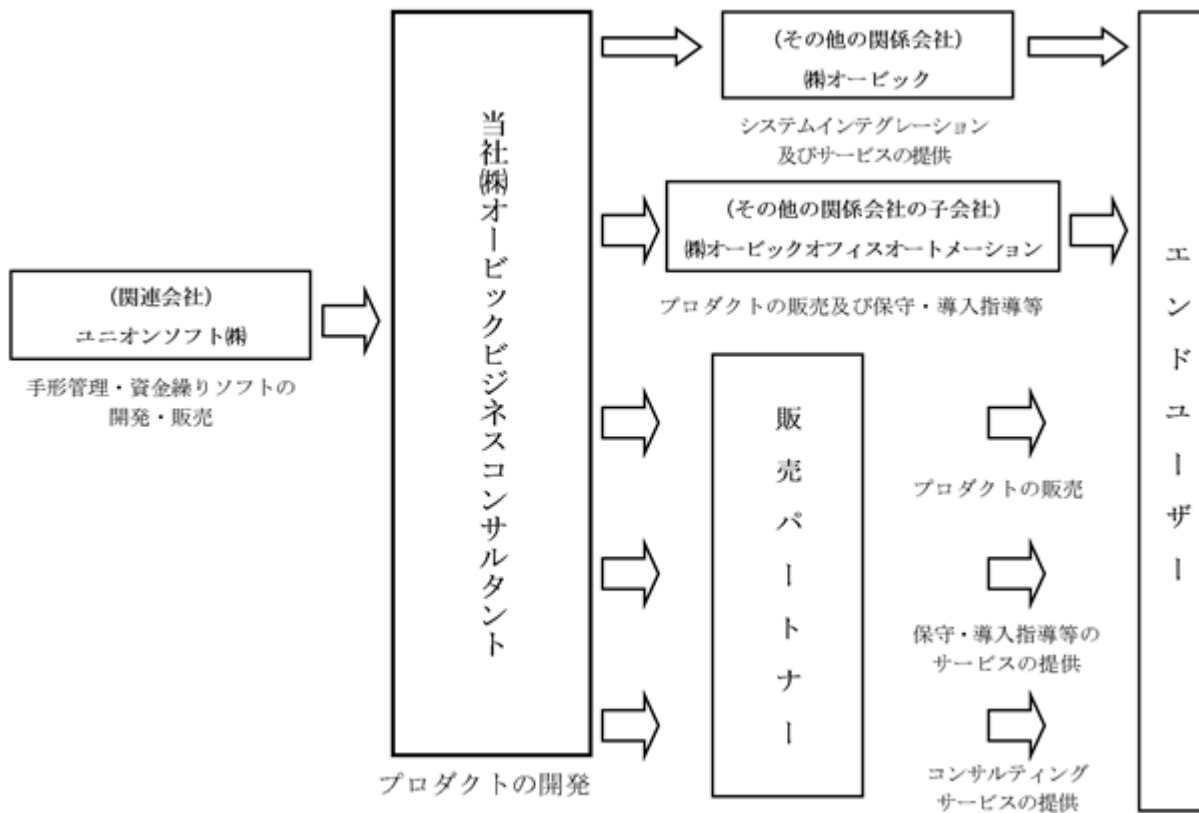 (関連会社)
ユニオンソフト㈱
手形管理・資金繰りソフトの
開発・販売
当社㈱オービックビジネスコンサルタント
プロダクトの開発
(その他の関係会社)
㈱オービック
システムインテグレーション
及びサービスの提供
(その他の関係会社の子会社)
㈱オービックオフィスオートメーション
プロダクトの販売及び保守・導入指導等
販売パートナー
プロダクトの販売
保守・導入指導等の
サービスの提供
コンサルティング
サービスの提供
エンドユーザー